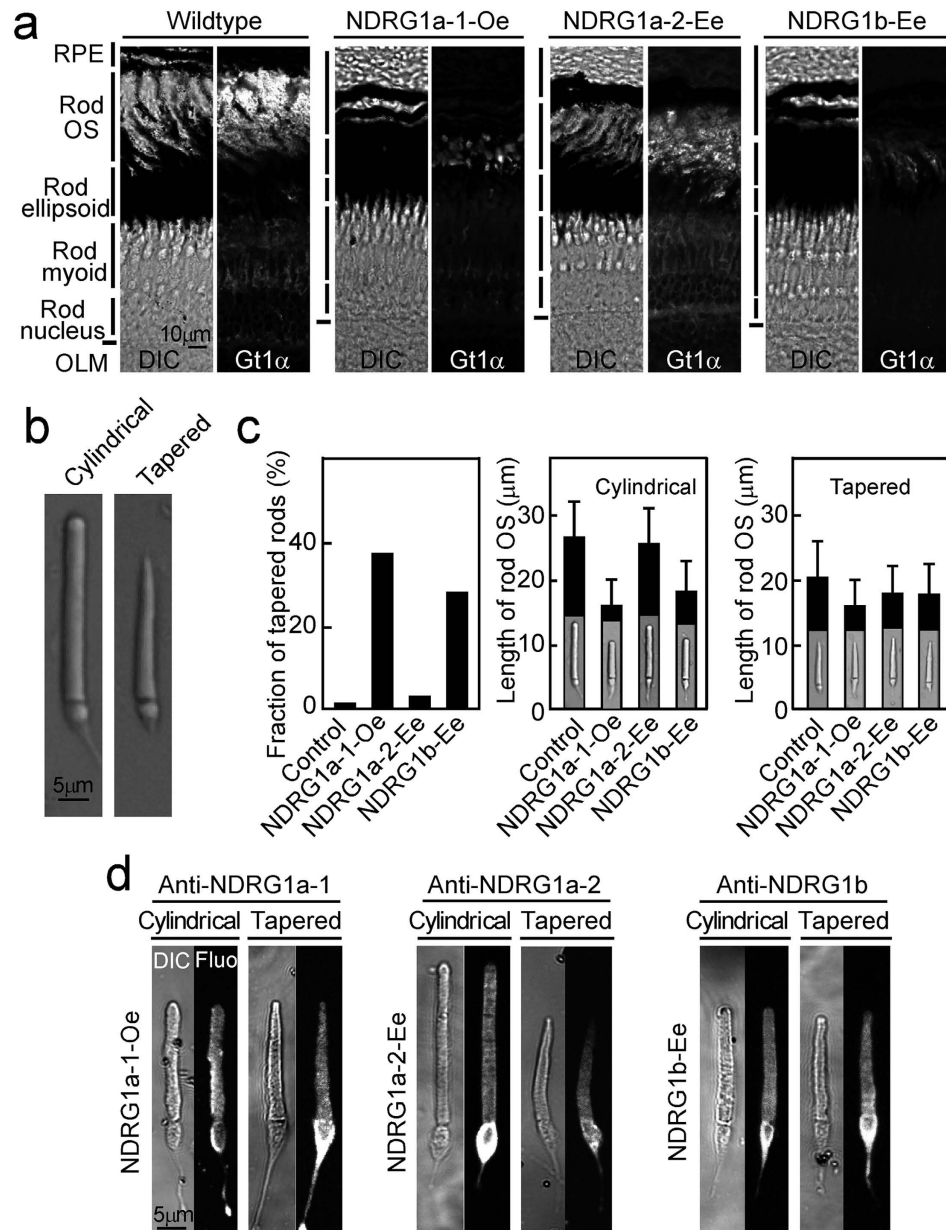 a
Wildtype NDRG1a-1-Oe NDRG1a-2-Ee NDRG1b-Ee
RPE
Rod
OS
Rod
ellipsoid
Rod
myoid
Rod
nucleus
OLM
10μm
DIC Gt1α DIC Gt1α DIC Gt1α DIC Gt1α
b
Cylindrical Tapered
5μm
c
Fraction of tapered rods (%)
40
20
0
Control NDRG1a-1-Oe NDRG1a-2-Ee NDRG1b-Ee
Length of rod OS (μm)
Cylindrical
30
20
10
0
Control NDRG1a-1-Oe NDRG1a-2-Ee NDRG1b-Ee
Length of rod OS (μm)
Tapered
30
20
10
0
Control NDRG1a-1-Oe NDRG1a-2-Ee NDRG1b-Ee
d
Anti-NDRG1a-1 Anti-NDRG1a-2 Anti-NDRG1b
Cylindrical Tapered Cylindrical Tapered Cylindrical Tapered
DIC Fluo
NDRG1a-1-Oe
NDRG1a-2-Ee
NDRG1b-Ee
5μm